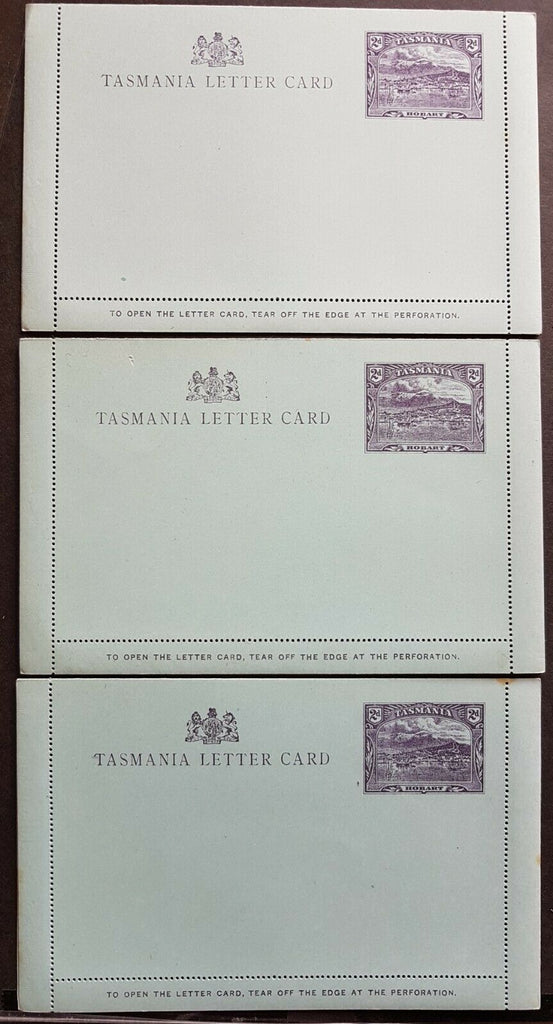 2d TASMANIA 2d
TASMANIA LETTER CARD
HOBART
TO OPEN THE LETTER CARD, TEAR OFF THE EDGE AT THE PERFORATION.
2d TASMANIA 2d
TASMANIA LETTER CARD
HOBART
TO OPEN THE LETTER CARD, TEAR OFF THE EDGE AT THE PERFORATION.
2d TASMANIA 2d
TASMANIA LETTER CARD
HOBART
TO OPEN THE LETTER CARD, TEAR OFF THE EDGE AT THE PERFORATION.